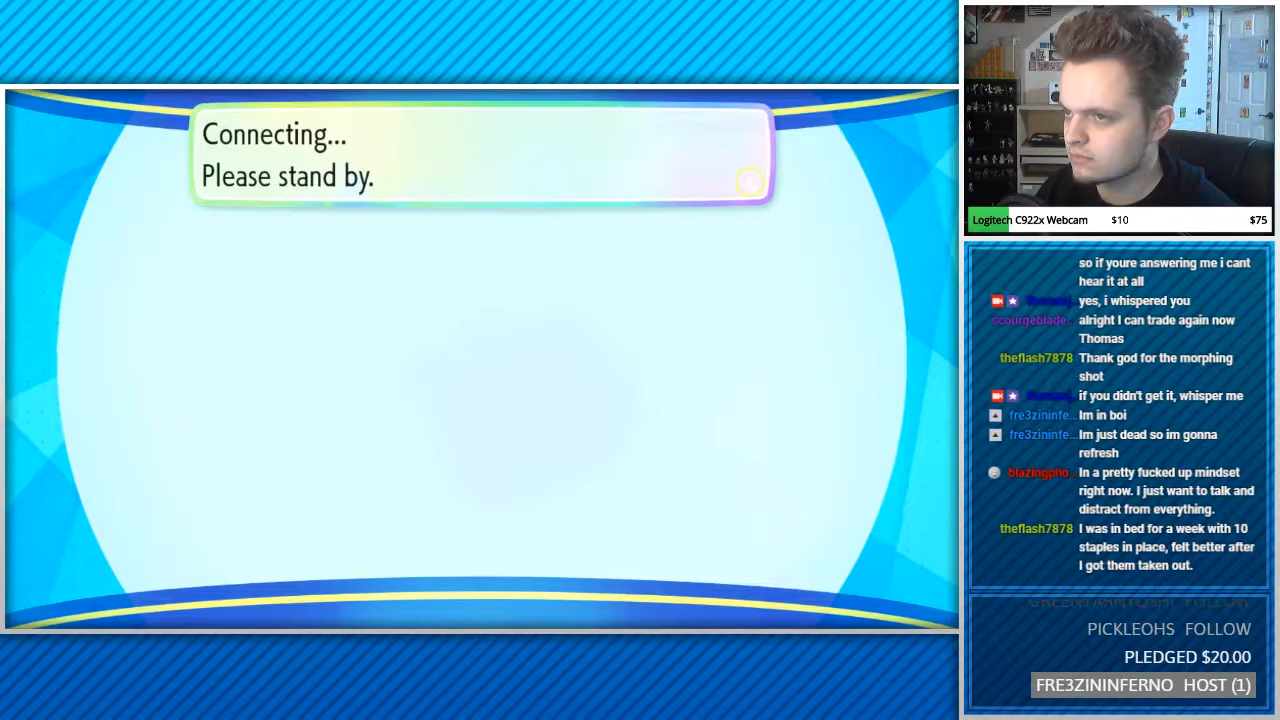 Connecting...
Please stand by.
Logitech C922x Webcam $10 $75
so if youre answering me i cant
hear it at all
yes, i whispered you
scourgeblade... alright I can trade again now
Thomas
theflash7878 Thank god for the morphing
shot
if you didn't get it, whisper me
fre3zininfe... Im in boi
fre3zininfe... Im just dead so im gonna
refresh
blazingpho... In a pretty fucked up mindset
right now. I just want to talk and
distract from everything.
theflash7878 I was in bed for a week with 10
staples in place, felt better after
I got them taken out.
FOLLOW
PICKLEOHS FOLLOW
PLEDGED $20.00
FRE3ZININFERNO HOST (1)